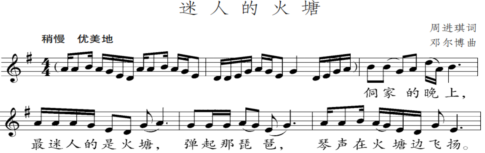 迷人的火塘
周进琪词
稍慢 优美地
邓尔博曲
4
4
侗家的晚上，
最迷人的是火塘， 弹起那琵琶， 琴声在火塘边飞扬。